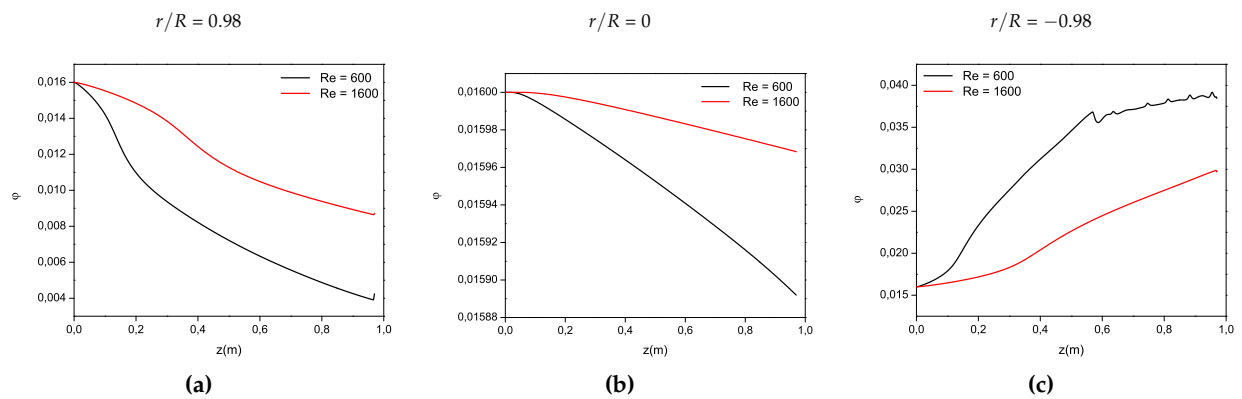 r/R = 0.98
r/R = 0
r/R = −0.98
0,016
0,014
0,012
0,010
0,008
0,006
0,004
φ
Re = 600
Re = 1600
0,0
0,2
0,4
0,6
0,8
1,0
z(m)
(a)
0,01600
0,01598
0,01596
0,01594
0,01592
0,01590
0,01588
φ
Re = 600
Re = 1600
0,0
0,2
0,4
0,6
0,8
1,0
z(m)
(b)
0,040
0,035
0,030
0,025
0,020
0,015
φ
Re = 600
Re = 1600
0,0
0,2
0,4
0,6
0,8
1,0
z(m)
(c)